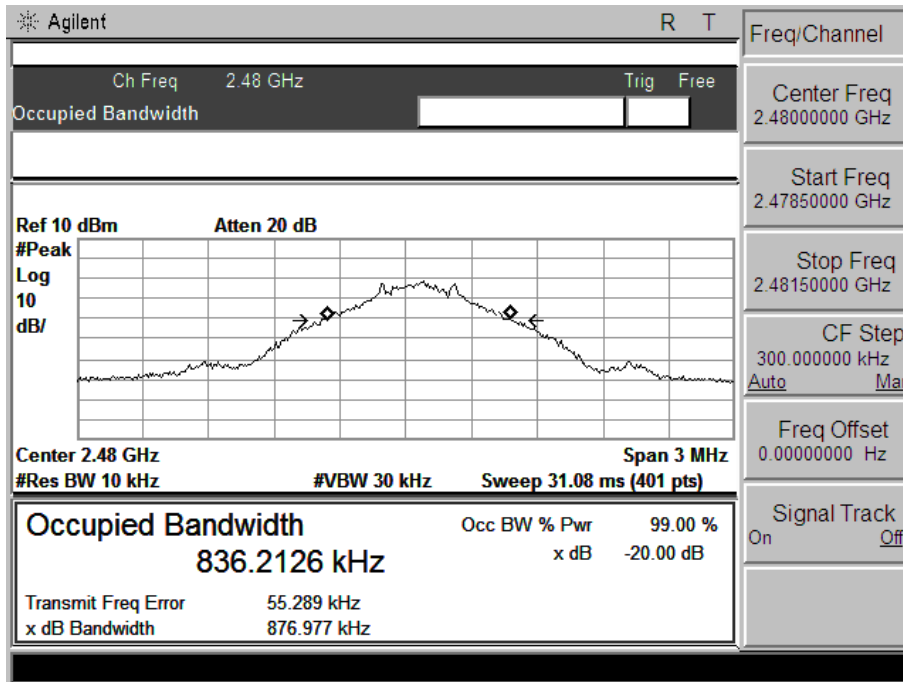 Agilent R T
Ch Freq 2.48 GHz Trig Free
Occupied Bandwidth
Ref 10 dBm Atten 20 dB
#Peak
Log
10
dB/
Center 2.48 GHz Span 3 MHz
#Res BW 10 kHz #VBW 30 kHz Sweep 31.08 ms (401 pts)
Occupied Bandwidth Occ BW % Pwr 99.00 %
836.2126 kHz x dB -20.00 dB
Transmit Freq Error 55.289 kHz
x dB Bandwidth 876.977 kHz
Freq/Channel
Center Freq
2.48000000 GHz
Start Freq
2.47850000 GHz
Stop Freq
2.48150000 GHz
CF Step
300.000000 kHz
Auto Ma
Freq Offset
0.00000000 Hz
Signal Track
On Off